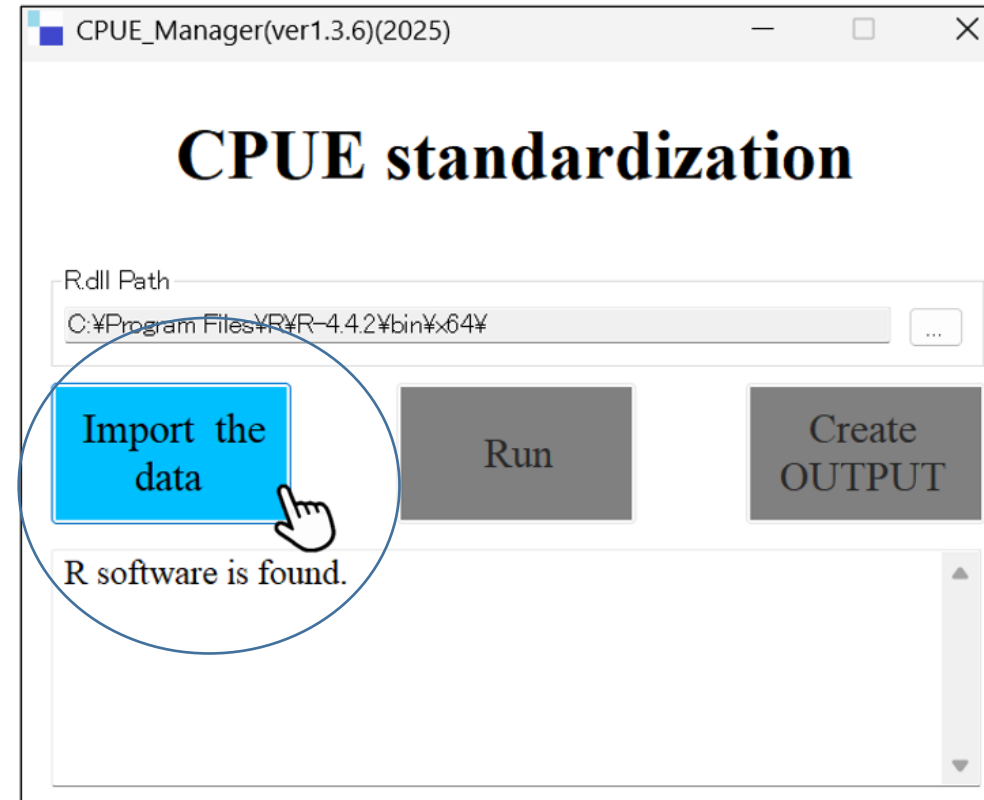 CPUE_Manager(ver1.3.6)(2025)
CPUE standardization
R.dll Path
C:¥Program Files¥R¥R-4.4.2¥bin¥x64¥
...
Import the
data
Run
Create
OUTPUT
R software is found.